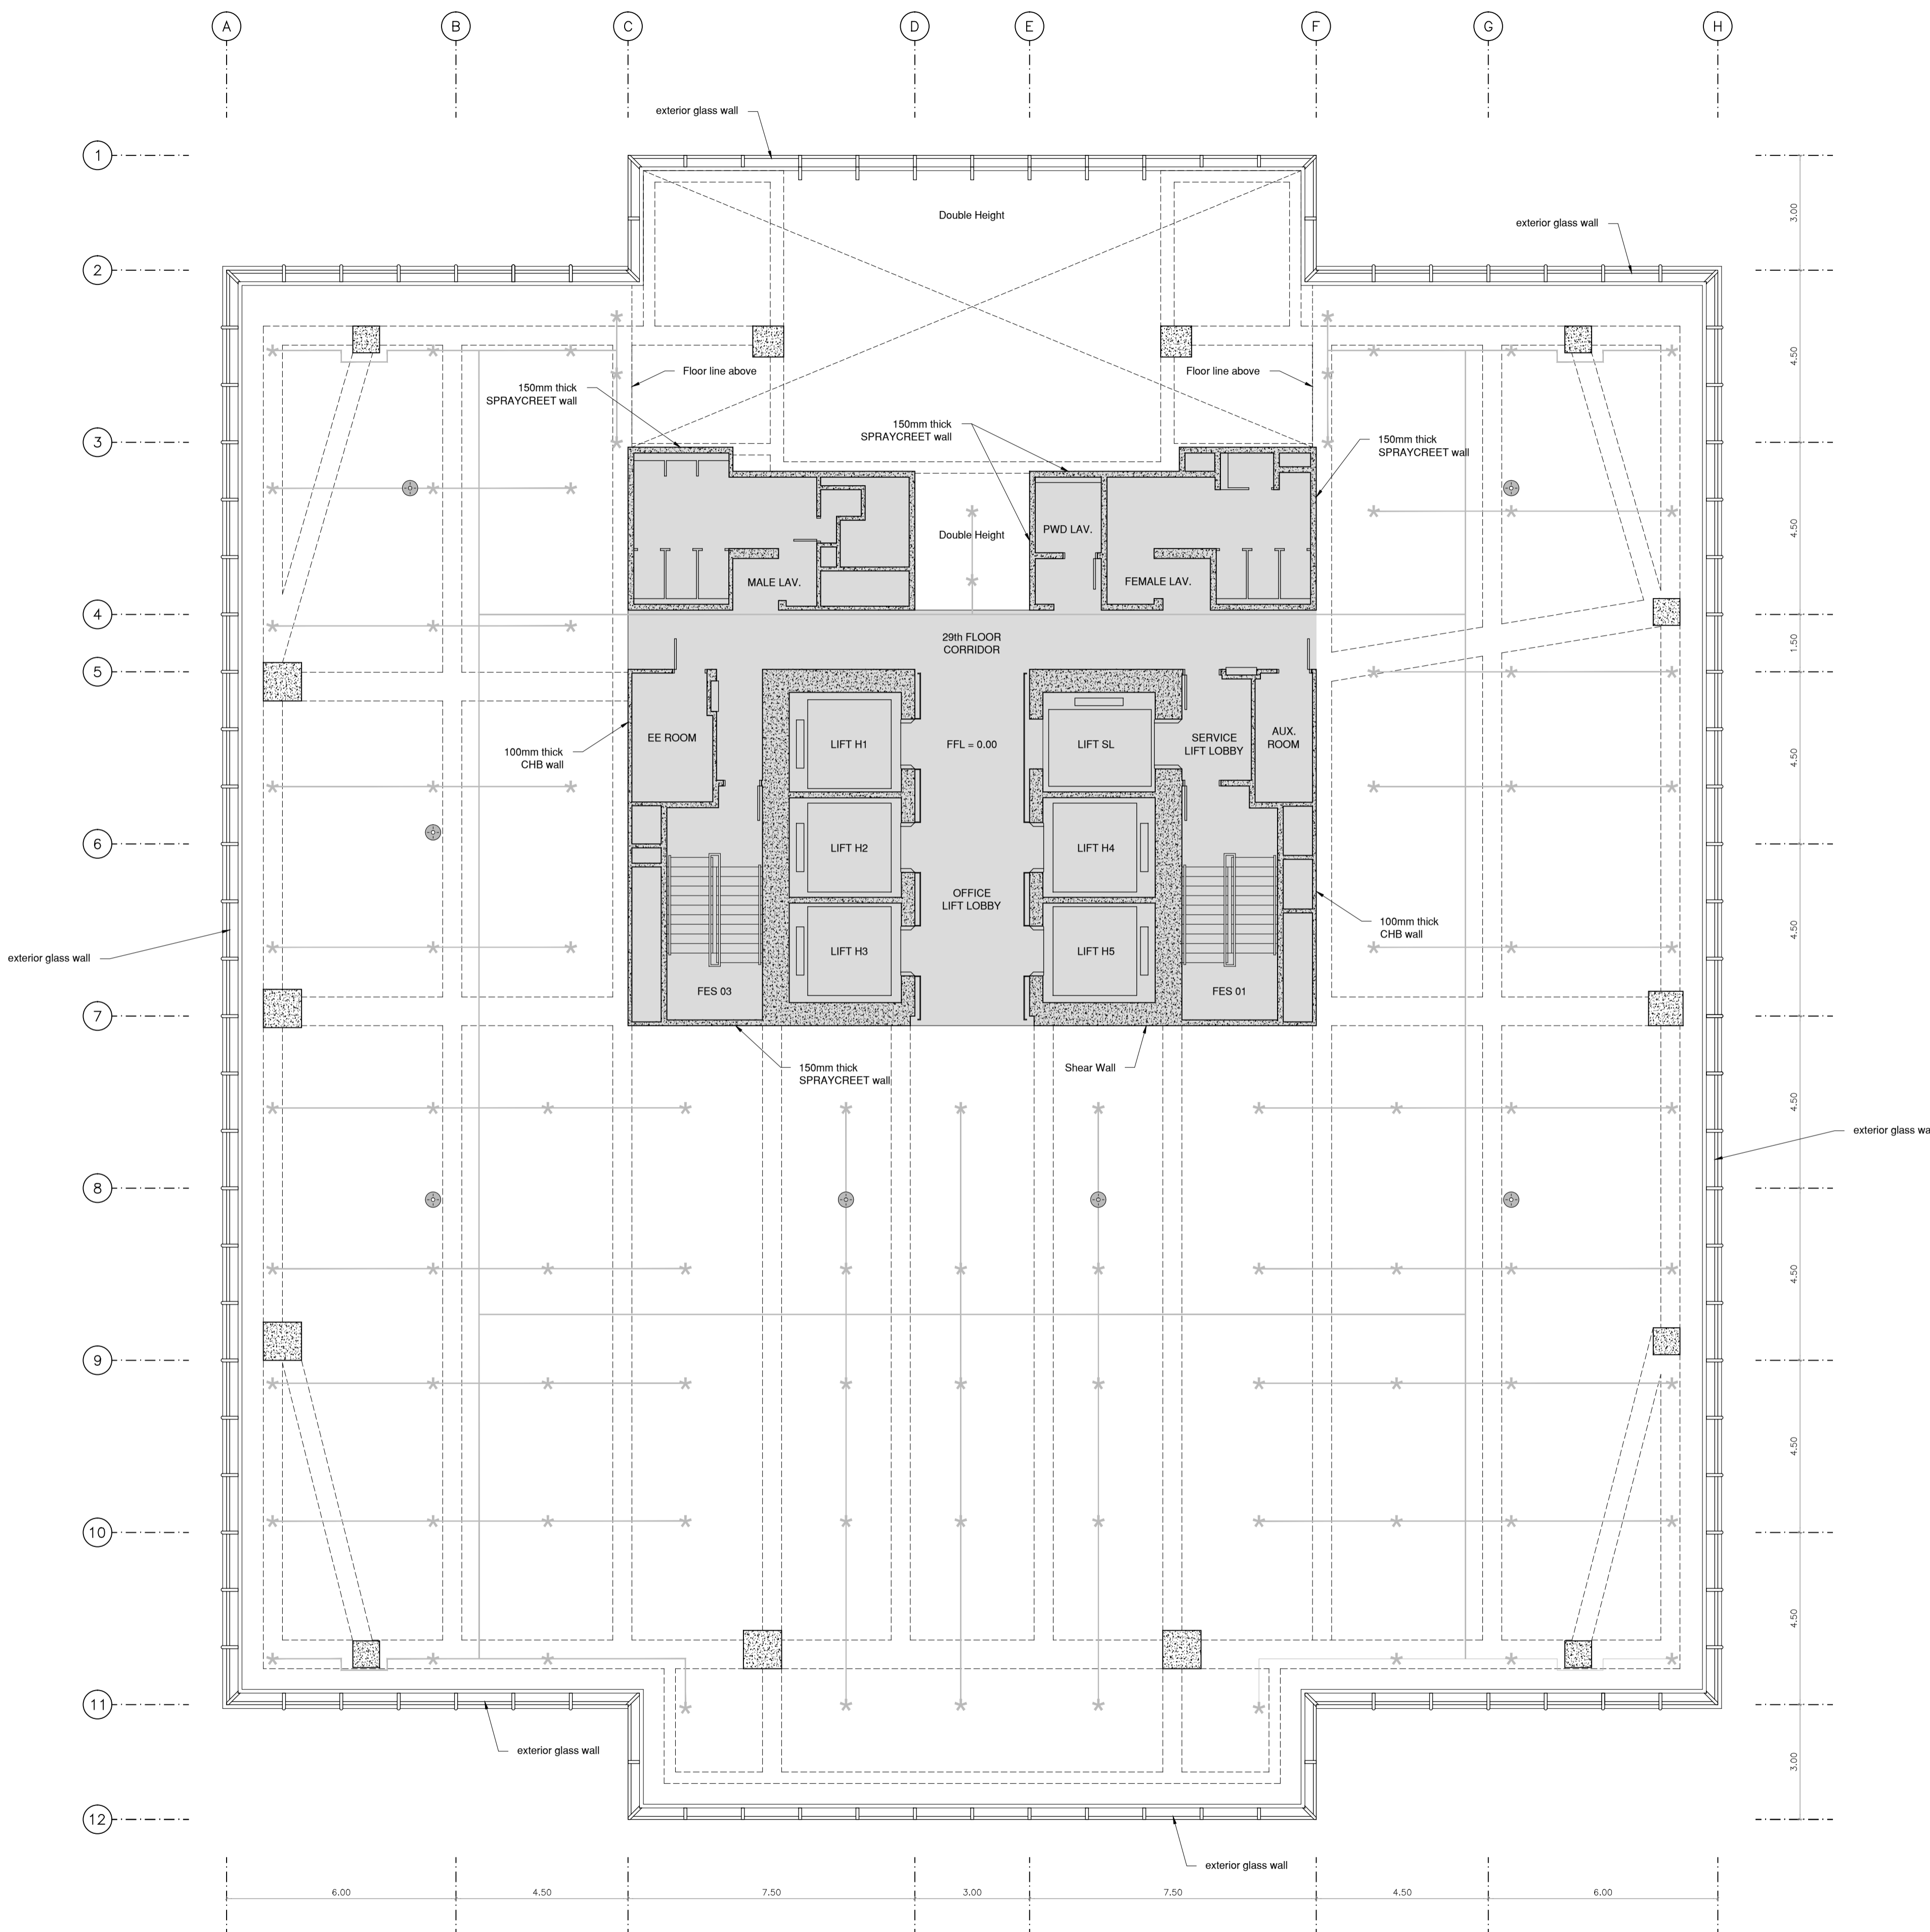 A
B
C
D
E
F
G
H
exterior glass wall
1
3.00
Double Height
exterior glass wall
2
4.50
Floor line above
Floor line above
150mm thick
SPRAYCREET wall
150mm thick
SPRAYCREET wall
150mm thick
SPRAYCREET wall
3
4.50
PWD LAV.
Double Height
MALE LAV.
FEMALE LAV.
4
29th FLOOR
CORRIDOR
1.50
5
EE ROOM
LIFT H1
FFL = 0.00
LIFT SL
SERVICE
LIFT LOBBY
AUX.
ROOM
100mm thick
CHB wall
4.50
6
LIFT H2
LIFT H4
OFFICE
LIFT LOBBY
100mm thick
CHB wall
4.50
exterior glass wall
LIFT H3
LIFT H5
FES 03
FES 01
7
150mm thick
SPRAYCREET wall
Shear Wall
4.50
exterior glass wa
8
4.50
9
4.50
10
4.50
11
exterior glass wall
3.00
12
exterior glass wall
6.00
4.50
7.50
3.00
7.50
4.50
6.00